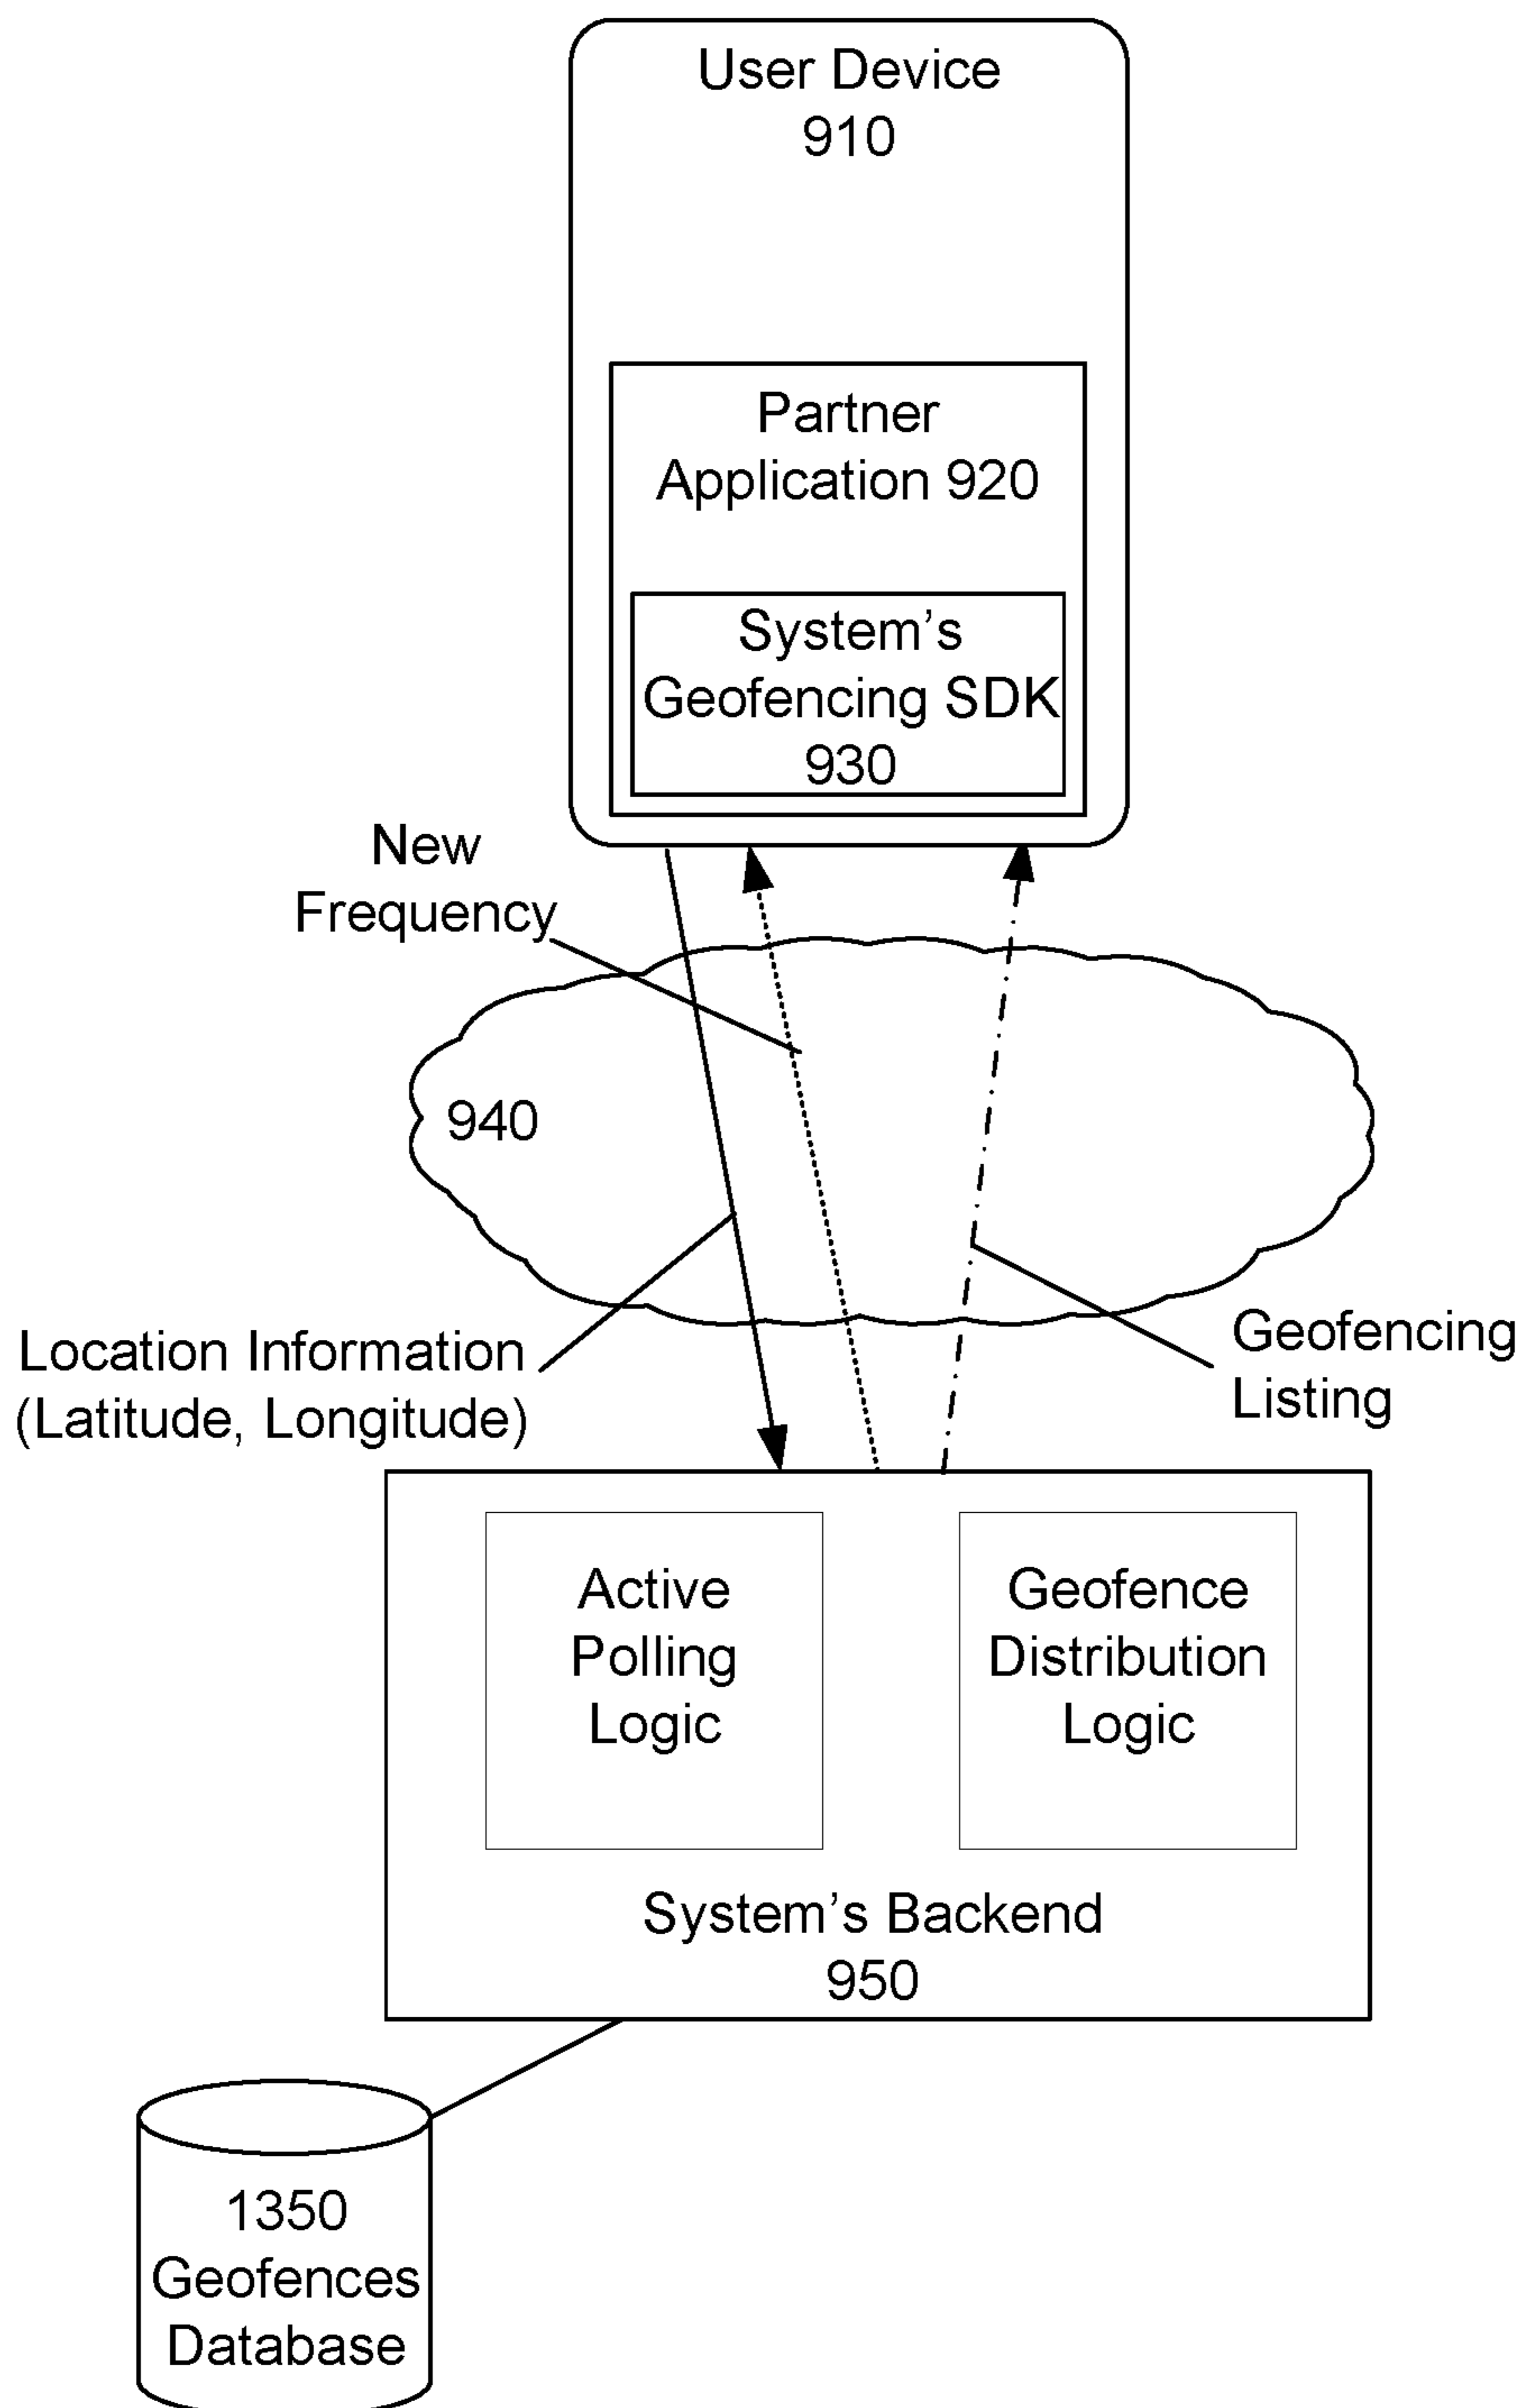 User Device
910
Partner
Application 920
System's
Geofencing SDK
930
New
Frequency
940
Location Information
(Latitude, Longitude)
Geofencing
Listing
Active
Polling
Logic
Geofence
Distribution
Logic
System's Backend
950
1350
Geofences
Database